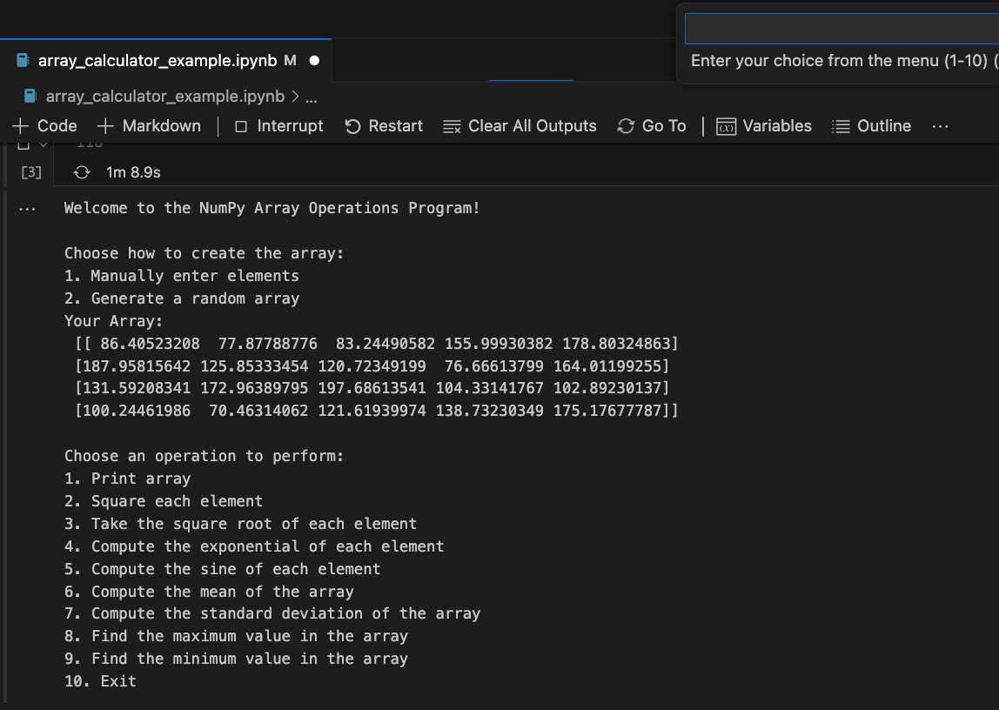 Enter your choice from the menu (1-10) (
array_calculator_example.ipynb M
array_calculator_example.ipynb > ...
+ Code + Markdown | Interrupt Restart Clear All Outputs Go To | Variables Outline ...
[3] 1m 8.9s
Welcome to the NumPy Array Operations Program!
Choose how to create the array:
1. Manually enter elements
2. Generate a random array
Your Array:
[[ 86.40523208  77.87788776  83.24490582 155.99930382 178.80324863]
[187.95815642 125.85333454 120.72349199  76.66613799 164.01199255]
[131.59208341 172.96389795 197.68613541 104.33141767 102.89230137]
[100.24461986  70.46314062 121.61939974 138.73230349 175.17677787]]
Choose an operation to perform:
1. Print array
2. Square each element
3. Take the square root of each element
4. Compute the exponential of each element
5. Compute the sine of each element
6. Compute the mean of the array
7. Compute the standard deviation of the array
8. Find the maximum value in the array
9. Find the minimum value in the array
10. Exit